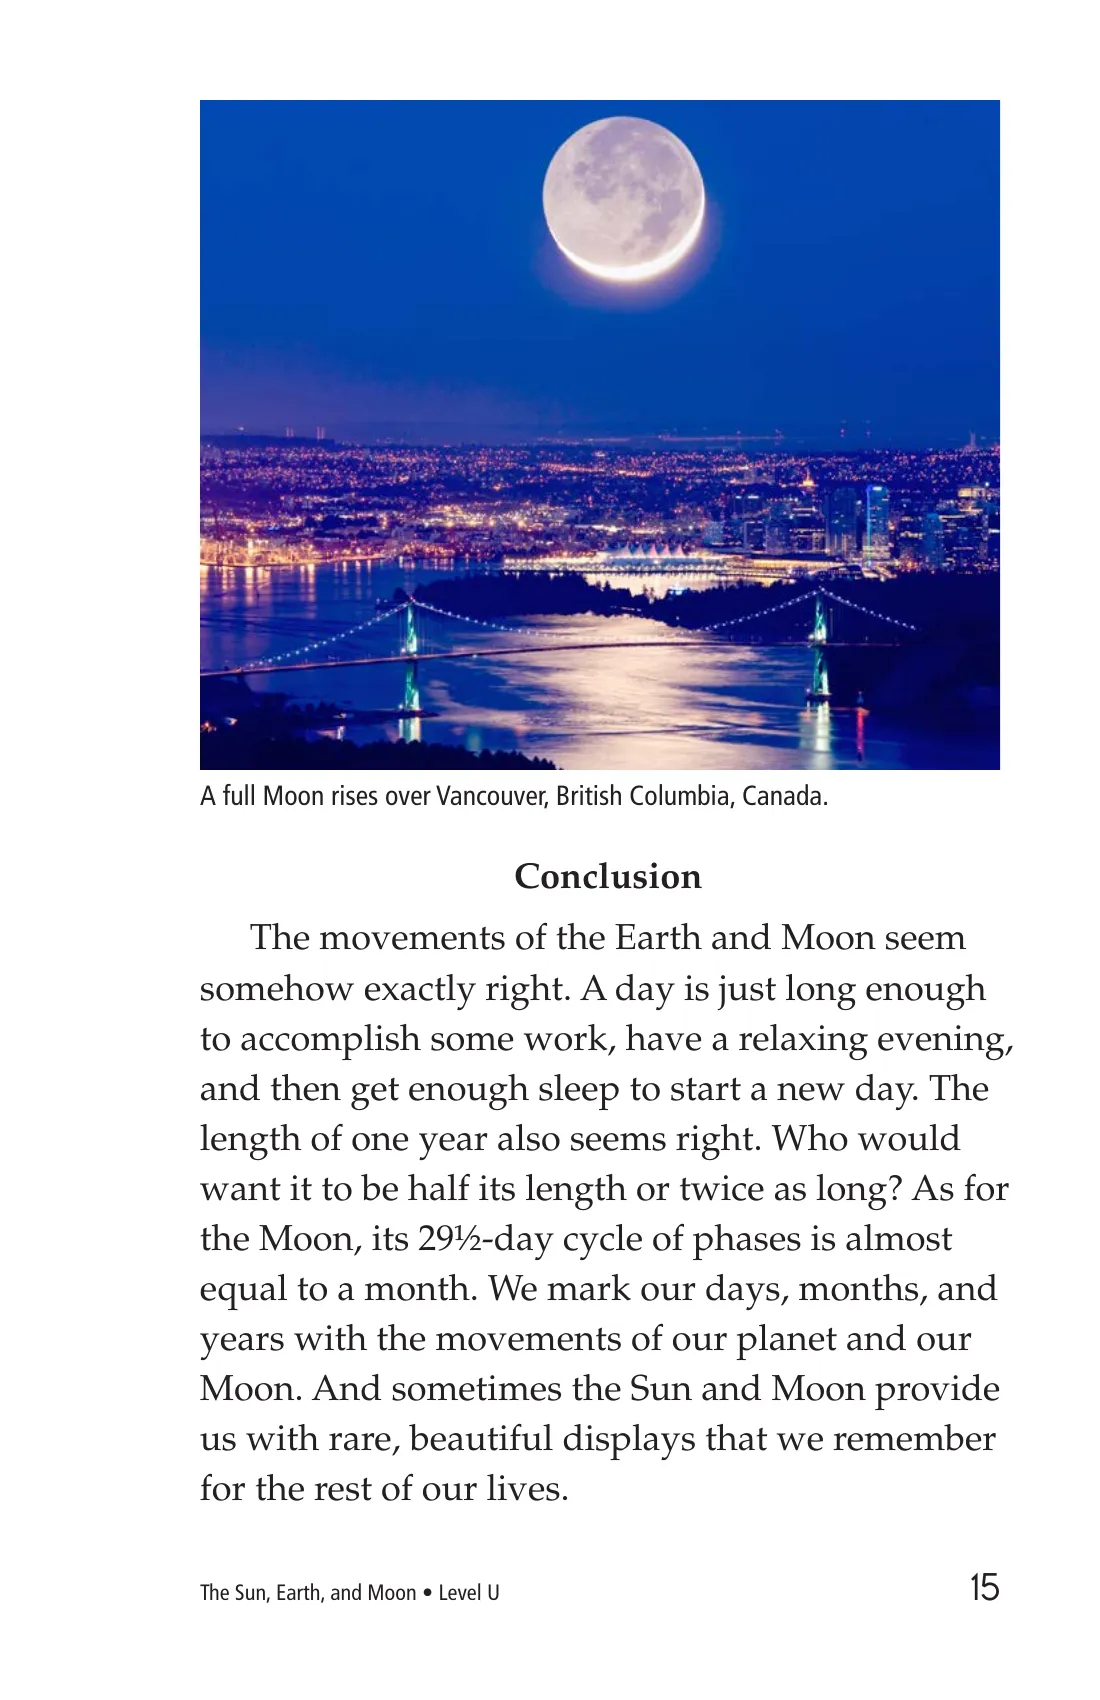 A full Moon rises over Vancouver, British Columbia, Canada.
Conclusion
The movements of the Earth and Moon seem
somehow exactly right. A day is just long enough
to accomplish some work, have a relaxing evening,
and then get enough sleep to start a new day. The
length of one year also seems right. Who would
want it to be half its length or twice as long? As for
the Moon, its 29½-day cycle of phases is almost
equal to a month. We mark our days, months, and
years with the movements of our planet and our
Moon. And sometimes the Sun and Moon provide
us with rare, beautiful displays that we remember
for the rest of our lives.
The Sun, Earth, and Moon • Level U 15